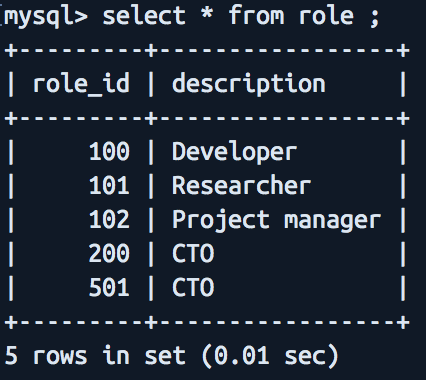 mysql> select * from role ;
+---------+-----------------+
| role_id | description     |
+---------+-----------------+
|     100 | Developer       |
|     101 | Researcher      |
|     102 | Project manager |
|     200 | CTO             |
|     501 | CTO             |
+---------+-----------------+
5 rows in set (0.01 sec)